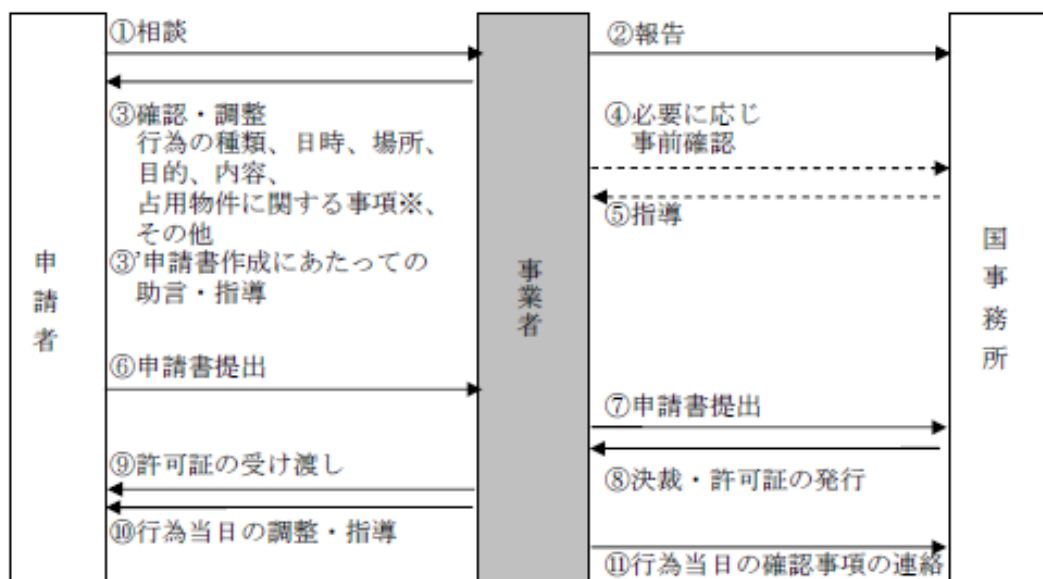 ①相談
②報告
③確認・調整
行為の種類、日時、場所、
目的、内容、
占用物件に関する事項※、
その他
③’申請書作成にあたっての
助言・指導
④必要に応じ
事前確認
⑤指導
申請者
事業者
国事務所
⑥申請書提出
⑦申請書提出
⑧決裁・許可証の発行
⑨許可証の受け渡し
⑩行為当日の調整・指導
⑪行為当日の確認事項の連絡